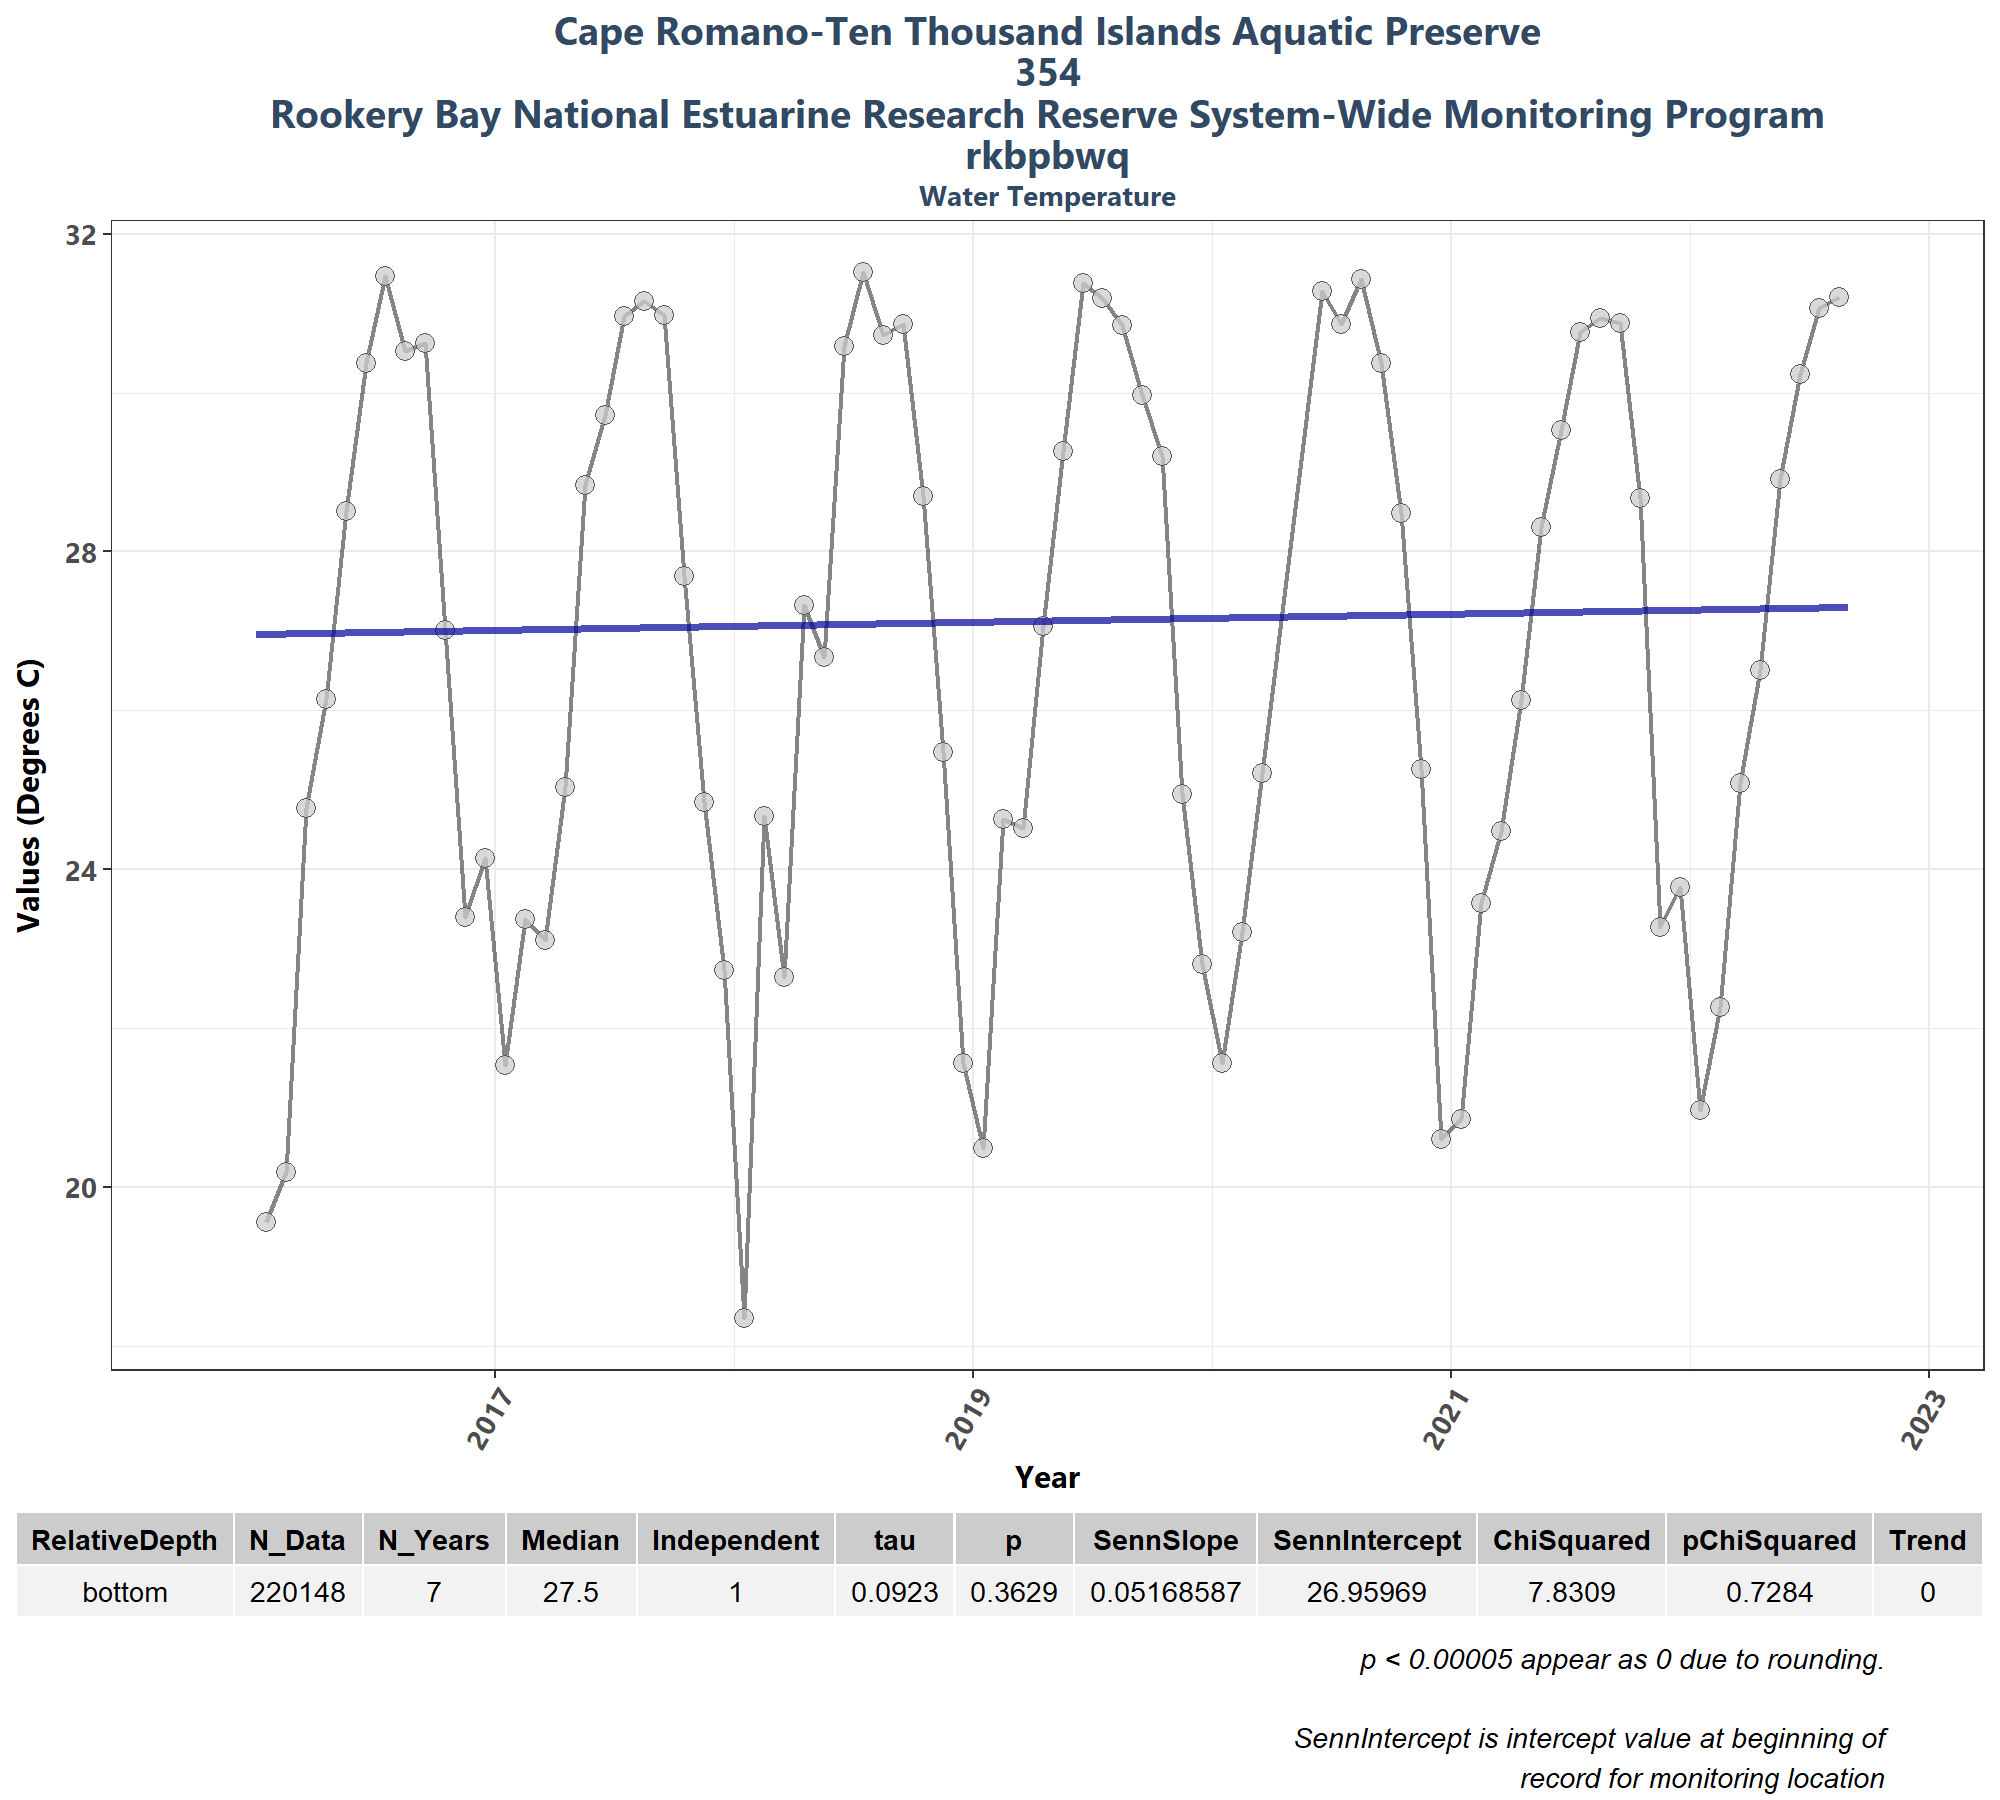 Cape Romano-Ten Thousand Islands Aquatic Preserve
354
Rookery Bay National Estuarine Research Reserve System-Wide Monitoring Program
rkbpbwq
Water Temperature
32
28
24
20
Values (Degrees C)
2017
2019
2021
2023
Year
RelativeDepth N_Data N_Years Median Independent tau p SennSlope SennIntercept ChiSquared pChiSquared Trend
bottom 220148 7 27.5 1 0.0923 0.3629 0.05168587 26.95969 7.8309 0.7284 0
p < 0.00005 appear as 0 due to rounding.
SennIntercept is intercept value at beginning of
record for monitoring location